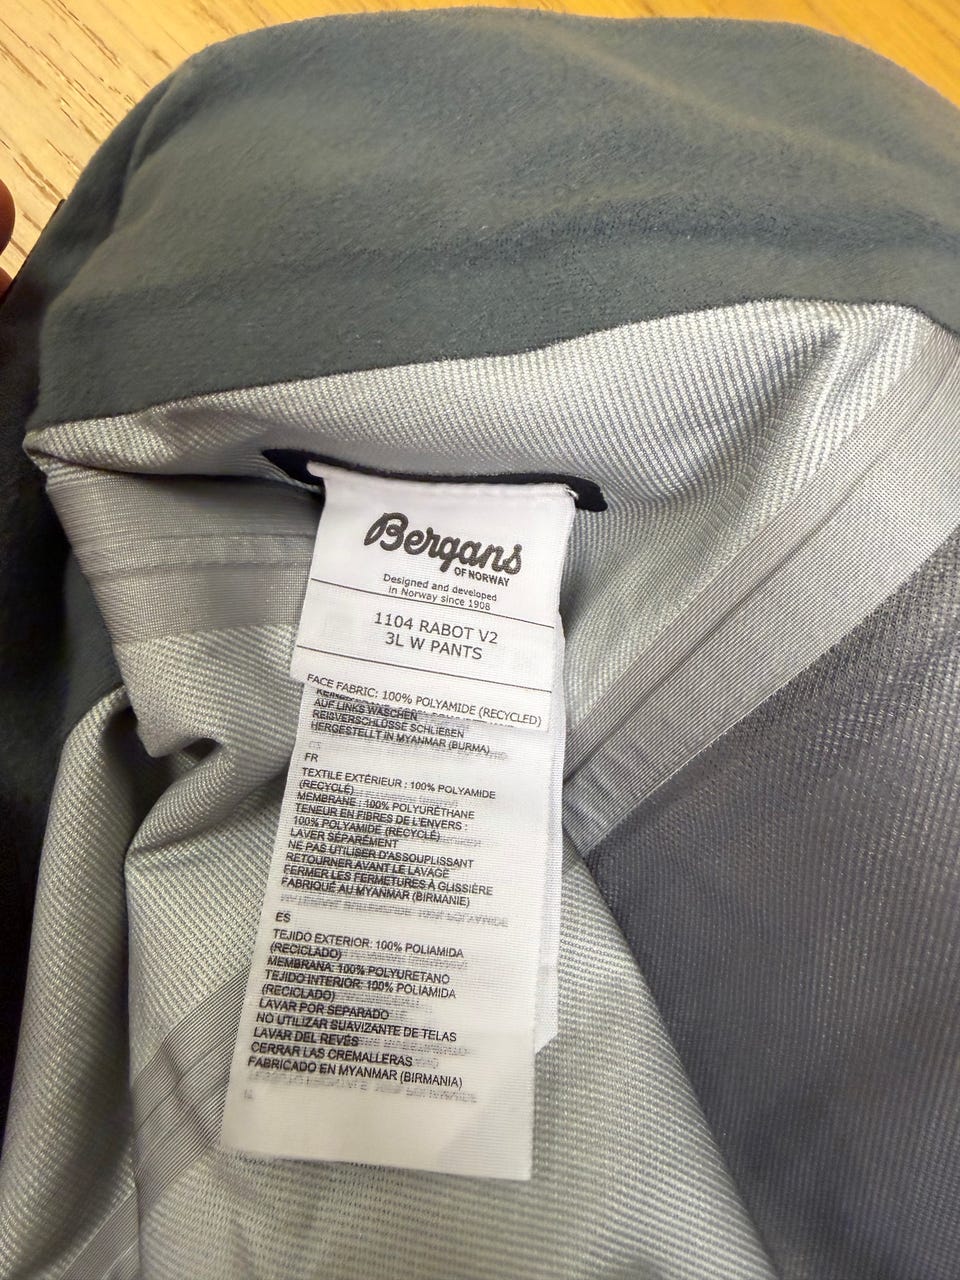 Bergans
OF NORWAY
Designed and developed
in Norway since 1908
1104 RABOT V2
3L W PANTS
FACE FABRIC: 100% POLYAMIDE (RECYCLED)
AUF LINKS WASCHEN
REISVERSCHLÜSSE SCHLIEßEN
HERGESTELLT IN MYANMAR (BURMA)
FR
TEXTILE EXTÉRIEUR : 100% POLYAMIDE
(RECYCLÉ)
MEMBRANE : 100% POLYURÉTHANE
TENEUR EN FIBRES DE L'ENVERS :
100% POLYAMIDE (RECYCLÉ)
LAVER SÉPARÉMENT
NE PAS UTILISER D'ASSOUPLISSANT
RETOURNER AVANT LE LAVAGE
FERMER LES FERMETURES À GLISSIÈRE
FABRIQUÉ AU MYANMAR (BIRMANIE)
ES
TEJIDO EXTERIOR: 100% POLIAMIDA
(RECICLADO)
MEMBRANA: 100% POLYURETANO
TEJIDO INTERIOR: 100% POLIAMIDA
(RECICLADO)
LAVAR POR SEPARADO
NO UTILIZAR SUAVIZANTE DE TELAS
LAVAR DEL REVÉS
CERRAR LAS CREMALLERAS
FABRICADO EN MYANMAR (BIRMANIA)